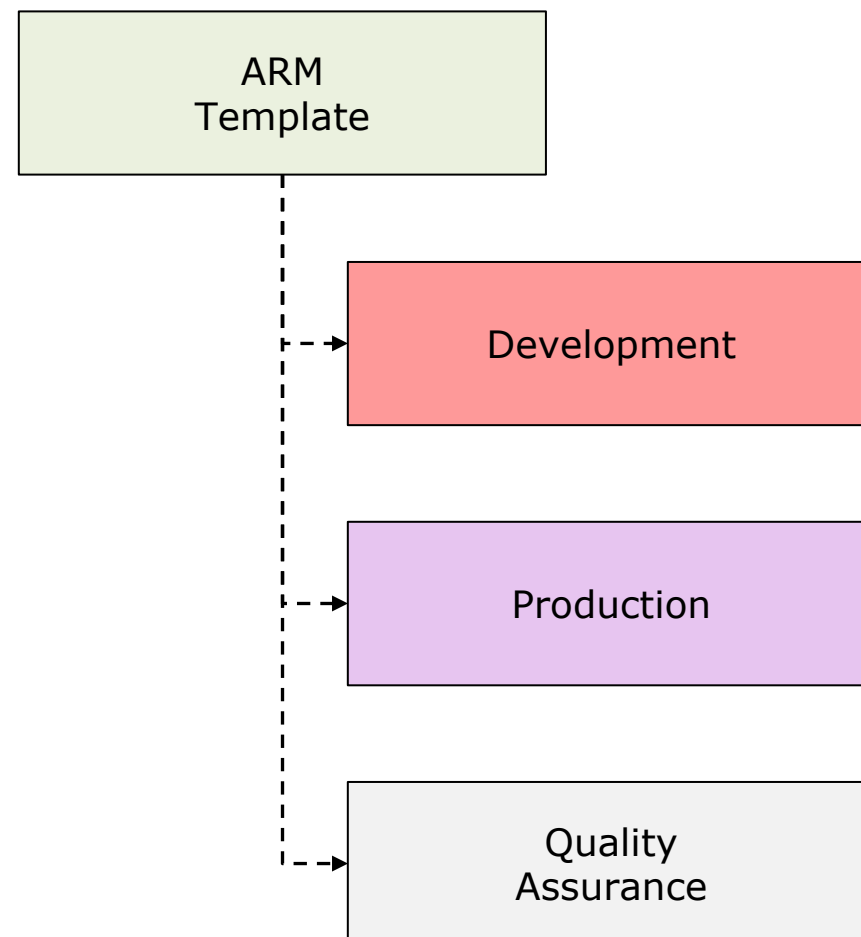 ARM
Template
Development
Production
Quality
Assurance